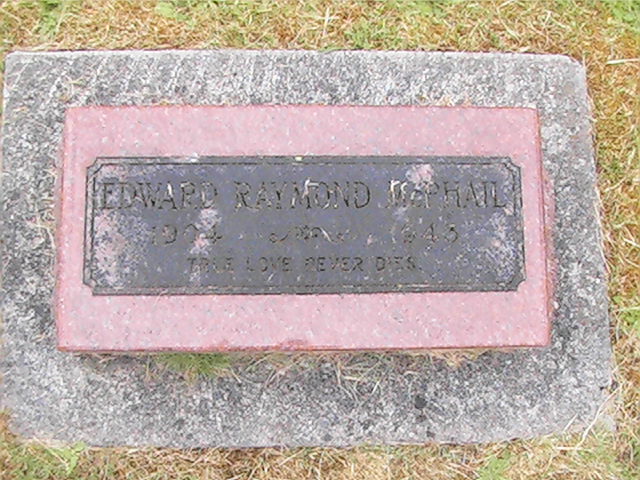 EDWARD RAYMOND McPHAIL
1904 1945
TRUE LOVE NEVER DIES.